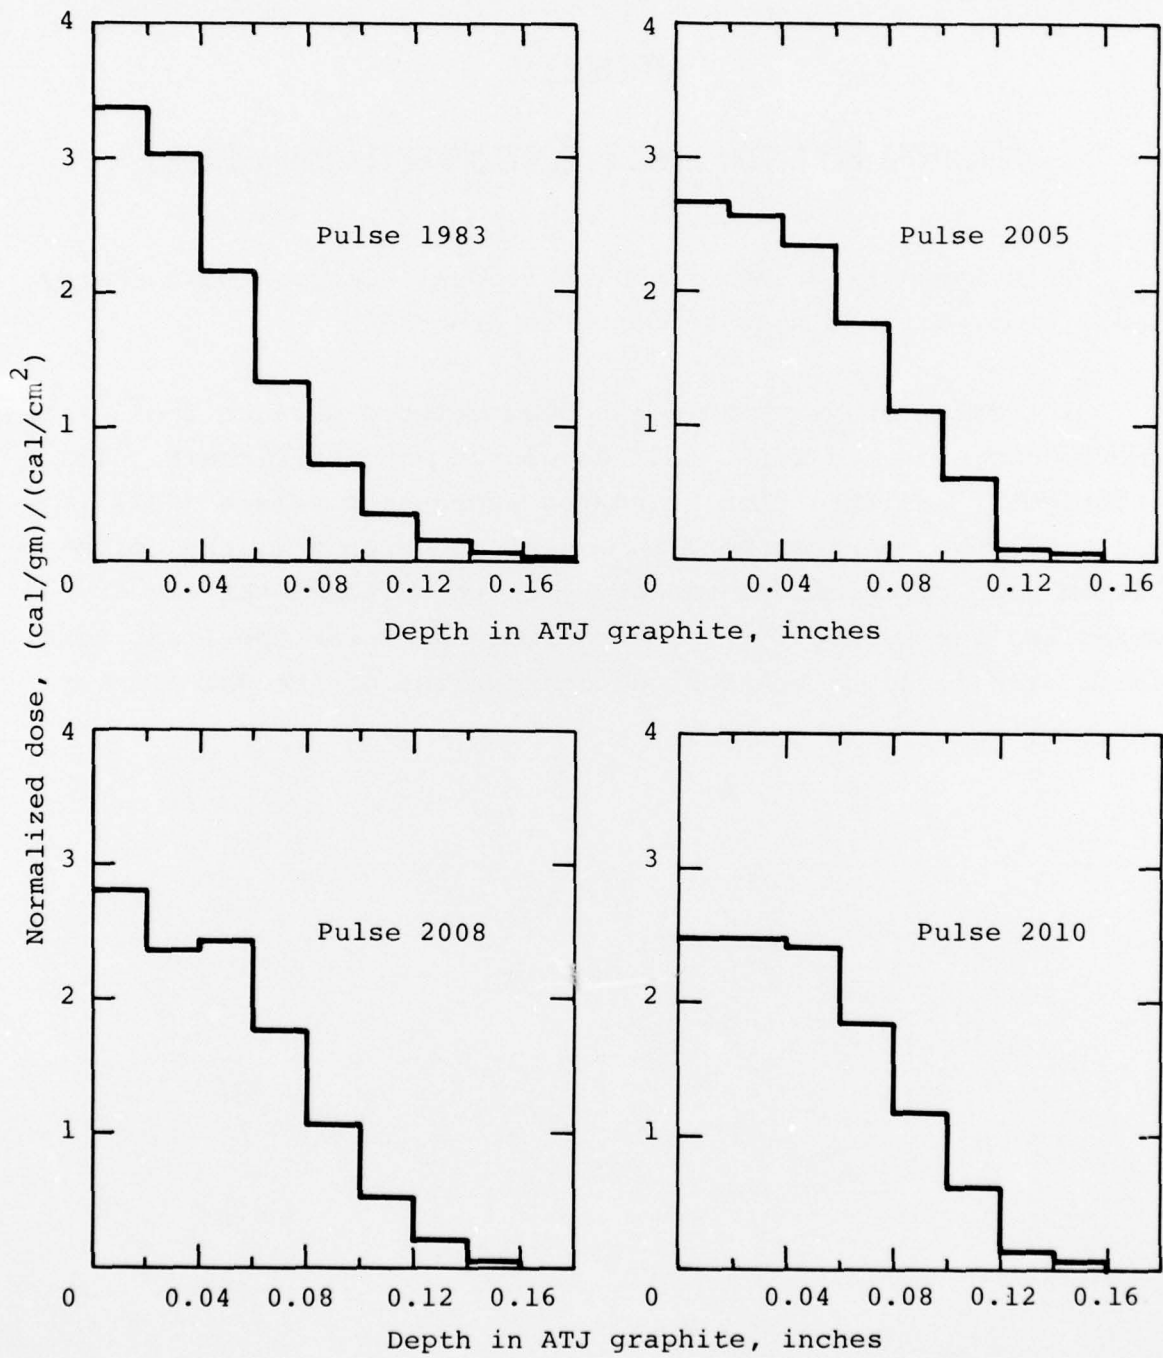 Normalized dose, (cal/gm)/(cal/cm²)
4
3
2
1
0 0.04 0.08 0.12 0.16
Pulse 1983
4
3
2
1
0 0.04 0.08 0.12 0.16
Pulse 2005
Depth in ATJ graphite, inches
4
3
2
1
0 0.04 0.08 0.12 0.16
Pulse 2008
4
3
2
1
0 0.04 0.08 0.12 0.16
Pulse 2010
Depth in ATJ graphite, inches